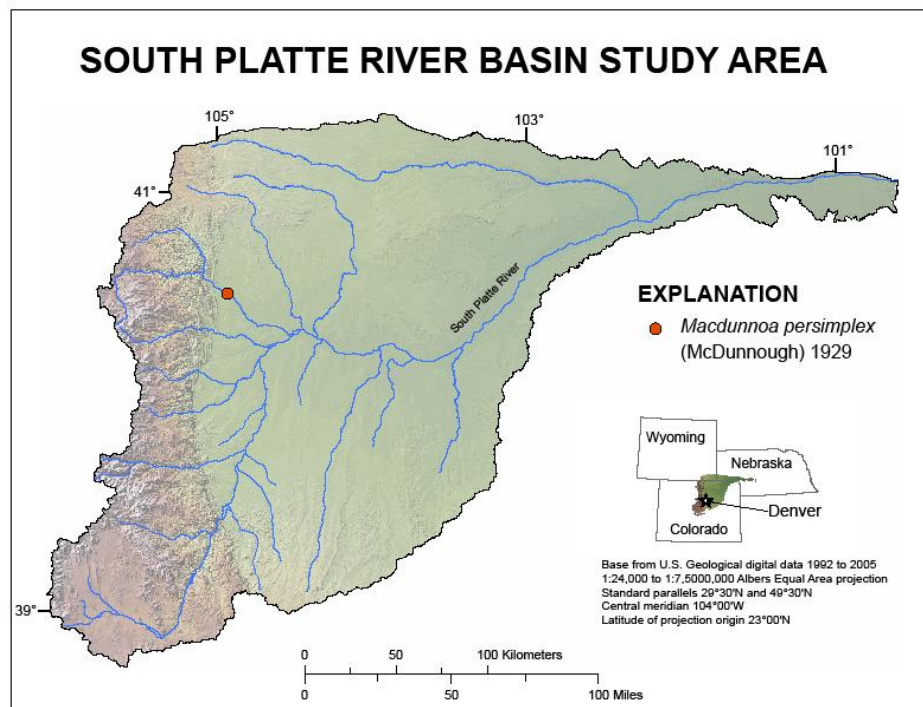 SOUTH PLATTE RIVER BASIN STUDY AREA
105°
103°
101°
41°
South Platte River
EXPLANATION
Macdunnoa persimplex
(McDunnough) 1929
Wyoming
Nebraska
Denver
Colorado
Base from U.S. Geological digital data 1992 to 2005
1:24,000 to 1:7,5000,000 Albers Equal Area projection
Standard parallels 29°30'N and 49°30'N
Central meridian 104°00'W
Latitude of projection origin 23°00'N
39°
0 50 100 Kilometers
0 50 100 Miles